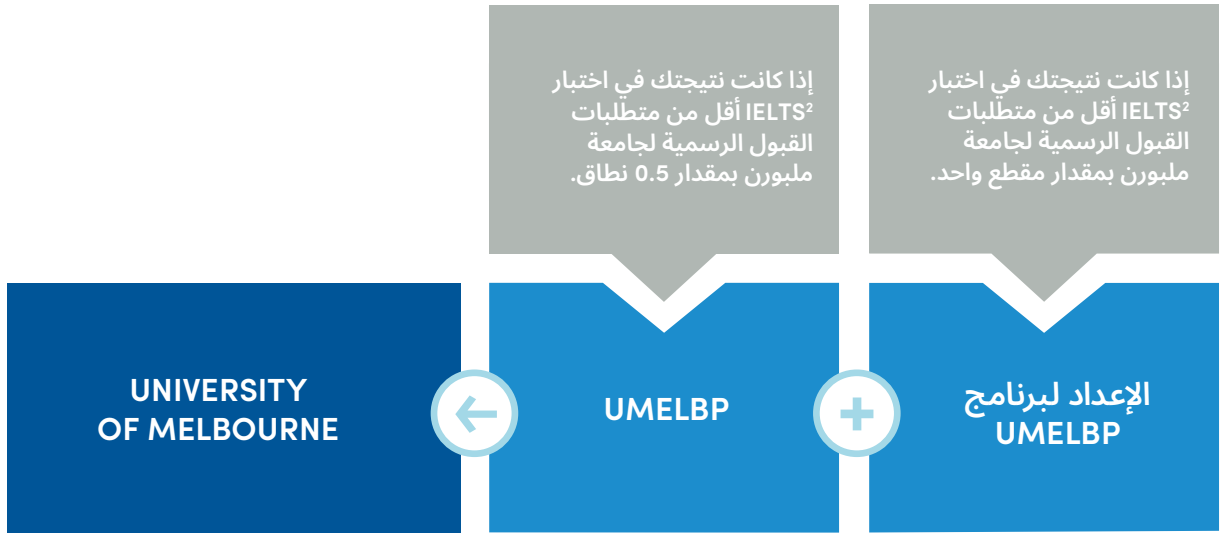 إذا كانت نتيجتك في اختبار
IELTS² أقل من متطلبات
القبول الرسمية لجامعة
ملبورن بمقدار مقطع واحد.
إذا كانت نتيجتك في اختبار
IELTS² أقل من متطلبات
القبول الرسمية لجامعة
ملبورن بمقدار 0.5 نطاق.
الإعداد لبرنامج
UMELBP
+
UMELBP
←
UNIVERSITY
OF MELBOURNE